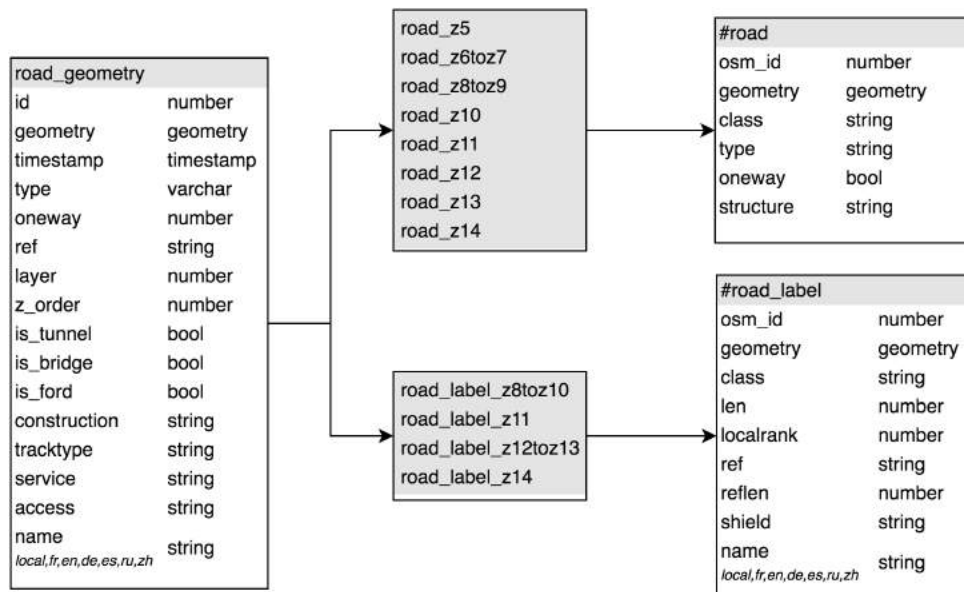 road_geometry
id number
geometry geometry
timestamp timestamp
type varchar
oneway number
ref string
layer number
z_order number
is_tunnel bool
is_bridge bool
is_ford bool
construction string
tracktype string
service string
access string
name string
local,fr,en,de,es,ru,zh
road_z5
road_z6toz7
road_z8toz9
road_z10
road_z11
road_z12
road_z13
road_z14
road_label_z8toz10
road_label_z11
road_label_z12toz13
road_label_z14
#road
osm_id number
geometry geometry
class string
type string
oneway bool
structure string
#road_label
osm_id number
geometry geometry
class string
len number
localrank number
ref string
reflen number
shield string
name string
local,fr,en,de,es,ru,zh